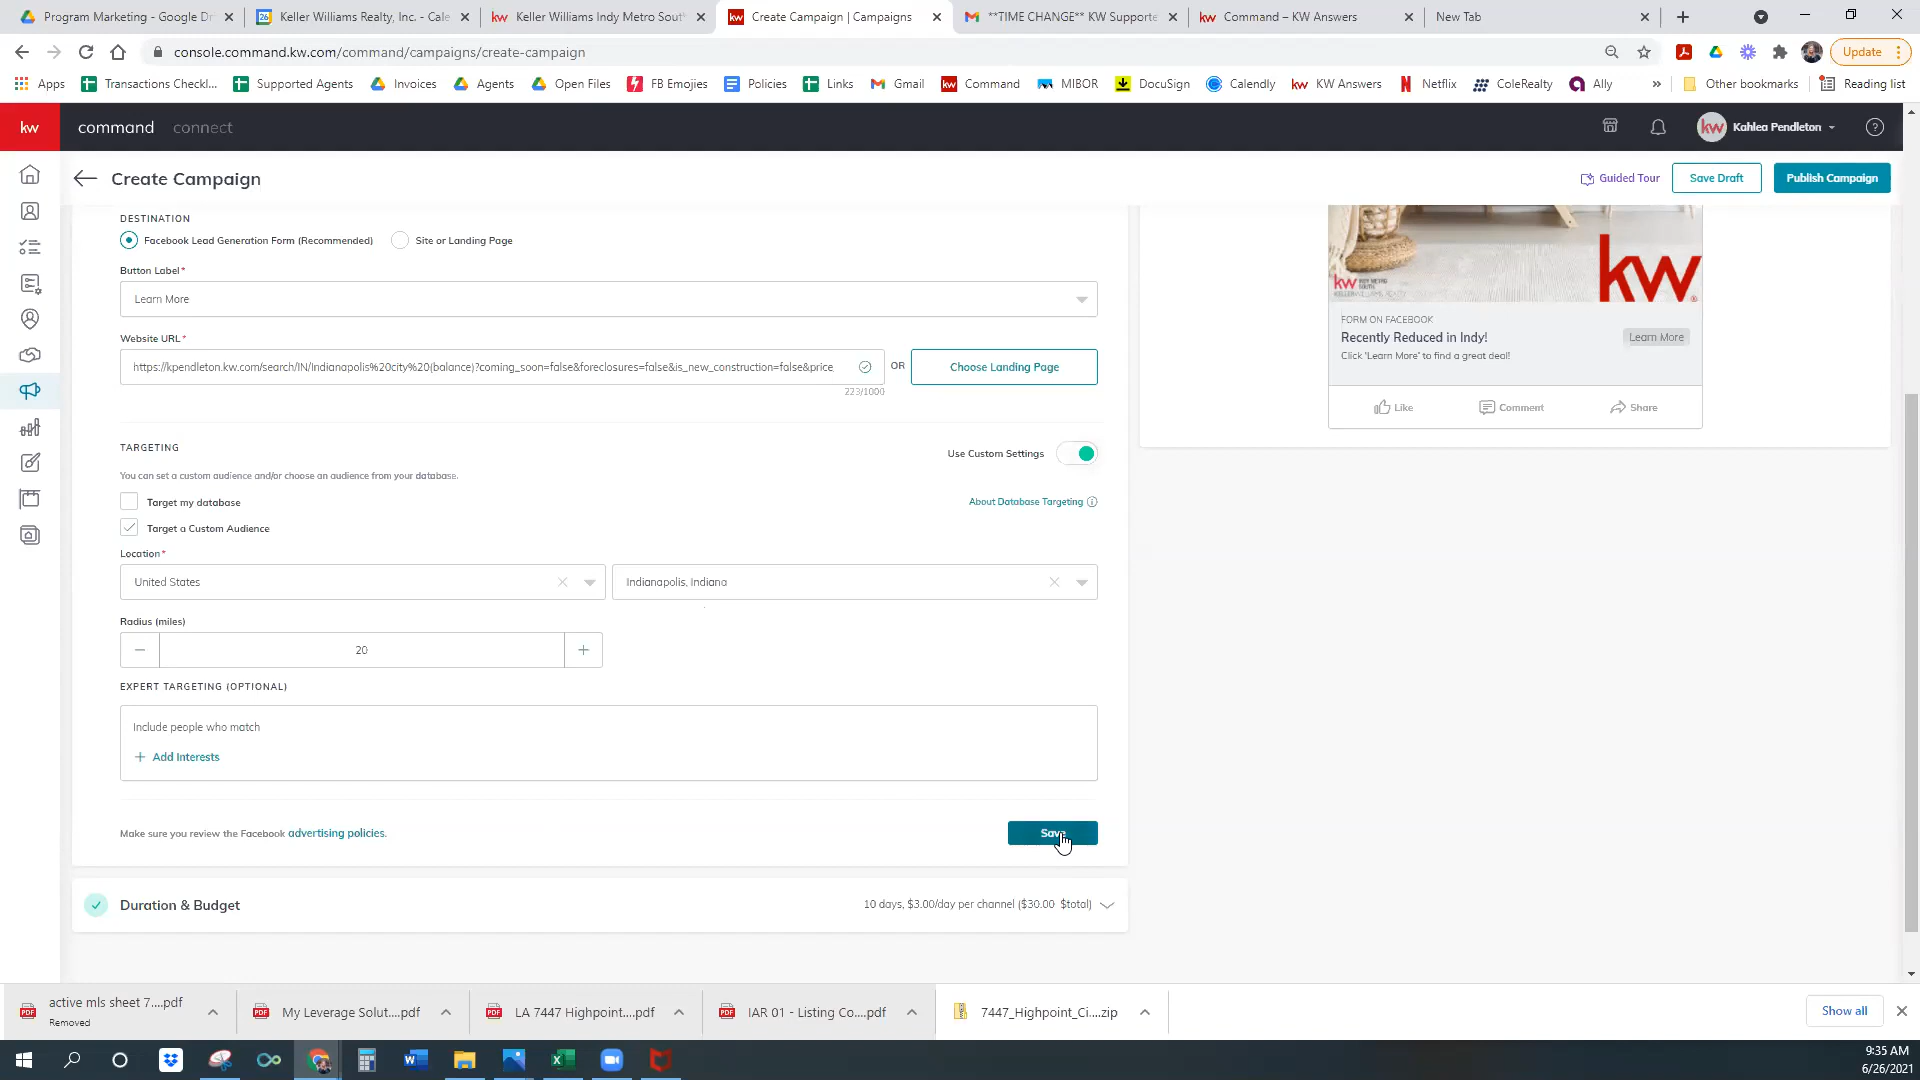 Program Marketing - Google Dr
Keller Williams Realty, Inc. - Cale
Keller Williams Indy Metro Sout
Create Campaign | Campaigns
**TIME CHANGE** KW Supporte
Command – KW Answers
New Tab
console.command.kw.com/command/campaigns/create-campaign
Update
Apps
Transactions Checkl...
Supported Agents
Invoices
Agents
Open Files
FB Emojies
Policies
Links
Gmail
Command
MIBOR
DocuSign
Calendly
KW Answers
Netflix
ColeRealty
Ally
Other bookmarks
Reading list
kw
command
connect
kw
Kahlea Pendleton
Create Campaign
Guided Tour
Save Draft
Publish Campaign
DESTINATION
Facebook Lead Generation Form (Recommended)
Site or Landing Page
Button Label*
Learn More
Website URL*
https://kpendleton.kw.com/search/IN/Indianapolis%20city%20(balance)?coming_soon=false&foreclosures=false&is_new_construction=false&price
OR
Choose Landing Page
223/1000
TARGETING
Use Custom Settings
You can set a custom audience and/or choose an audience from your database.
Target my database
About Database Targeting
Target a Custom Audience
Location*
United States
Indianapolis, Indiana
Radius (miles)
20
EXPERT TARGETING (OPTIONAL)
Include people who match
Add Interests
Make sure you review the Facebook advertising policies.
Save
Duration & Budget
10 days, $3.00/day per channel ($30.00 $total)
kw INDY METRO SOUTH
KELLERWILLIAMS REALTY
kw
FORM ON FACEBOOK
Recently Reduced in Indy!
Learn More
Click 'Learn More' to find a great deal!
Like
Comment
Share
active mls sheet 7....pdf
Removed
My Leverage Solut....pdf
LA 7447 Highpoint....pdf
IAR 01 - Listing Co....pdf
7447_Highpoint_Ci....zip
Show all
9:35 AM
6/26/2021